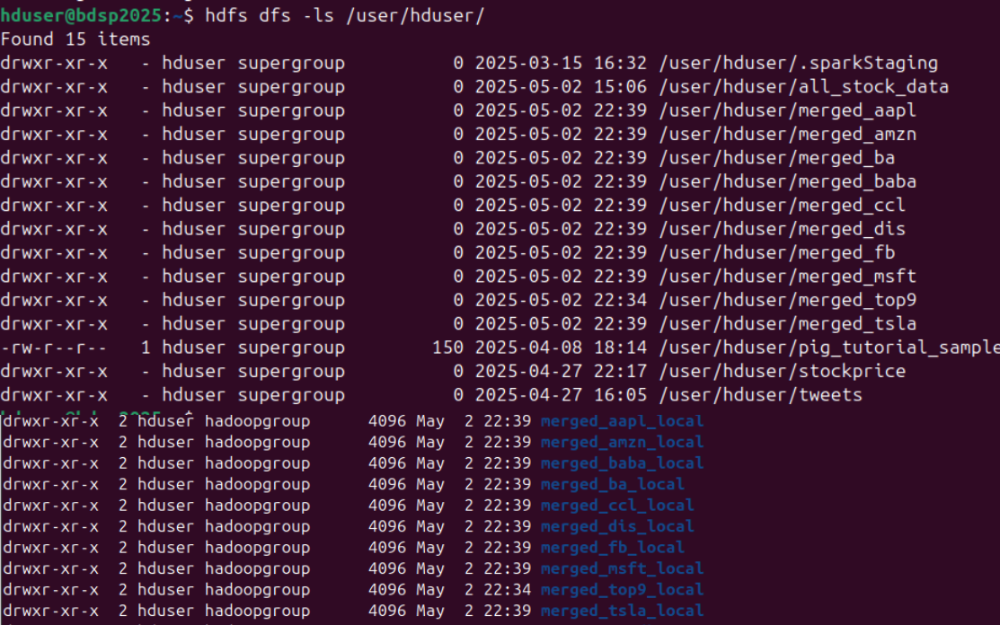 hduser@bdsp2025:~$ hdfs dfs -ls /user/hduser/
Found 15 items
drwxr-xr-x   - hduser supergroup          0 2025-03-15 16:32 /user/hduser/.sparkStaging
drwxr-xr-x   - hduser supergroup          0 2025-05-02 15:06 /user/hduser/all_stock_data
drwxr-xr-x   - hduser supergroup          0 2025-05-02 22:39 /user/hduser/merged_aapl
drwxr-xr-x   - hduser supergroup          0 2025-05-02 22:39 /user/hduser/merged_amzn
drwxr-xr-x   - hduser supergroup          0 2025-05-02 22:39 /user/hduser/merged_ba
drwxr-xr-x   - hduser supergroup          0 2025-05-02 22:39 /user/hduser/merged_baba
drwxr-xr-x   - hduser supergroup          0 2025-05-02 22:39 /user/hduser/merged_ccl
drwxr-xr-x   - hduser supergroup          0 2025-05-02 22:39 /user/hduser/merged_dis
drwxr-xr-x   - hduser supergroup          0 2025-05-02 22:39 /user/hduser/merged_fb
drwxr-xr-x   - hduser supergroup          0 2025-05-02 22:39 /user/hduser/merged_msft
drwxr-xr-x   - hduser supergroup          0 2025-05-02 22:34 /user/hduser/merged_top9
drwxr-xr-x   - hduser supergroup          0 2025-05-02 22:39 /user/hduser/merged_tsla
-rw-r--r--   1 hduser supergroup        150 2025-04-08 18:14 /user/hduser/pig_tutorial_sample
drwxr-xr-x   - hduser supergroup          0 2025-04-27 22:17 /user/hduser/stockprice
drwxr-xr-x   - hduser supergroup          0 2025-04-27 16:05 /user/hduser/tweets
drwxr-xr-x  2 hduser hadoopgroup      4096 May  2 22:39 merged_aapl_local
drwxr-xr-x  2 hduser hadoopgroup      4096 May  2 22:39 merged_amzn_local
drwxr-xr-x  2 hduser hadoopgroup      4096 May  2 22:39 merged_baba_local
drwxr-xr-x  2 hduser hadoopgroup      4096 May  2 22:39 merged_ba_local
drwxr-xr-x  2 hduser hadoopgroup      4096 May  2 22:39 merged_ccl_local
drwxr-xr-x  2 hduser hadoopgroup      4096 May  2 22:39 merged_dis_local
drwxr-xr-x  2 hduser hadoopgroup      4096 May  2 22:39 merged_fb_local
drwxr-xr-x  2 hduser hadoopgroup      4096 May  2 22:39 merged_msft_local
drwxr-xr-x  2 hduser hadoopgroup      4096 May  2 22:34 merged_top9_local
drwxr-xr-x  2 hduser hadoopgroup      4096 May  2 22:39 merged_tsla_local